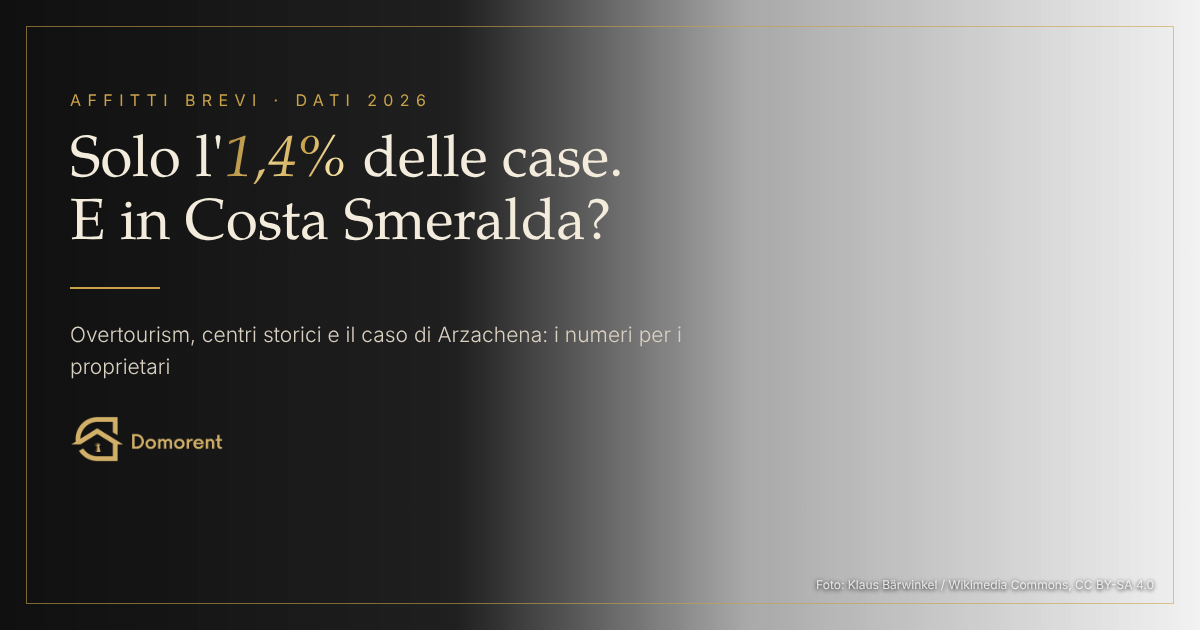 AFFITTI BREVI · DATI 2026
Solo l'1,4% delle case.
E in Costa Smeralda?
Overtourism, centri storici e il caso di Arzachena: i numeri per i
proprietari
Domorent
Foto: Klaus Bärwinkel / Wikimedia Commons, CC BY-SA 4.0